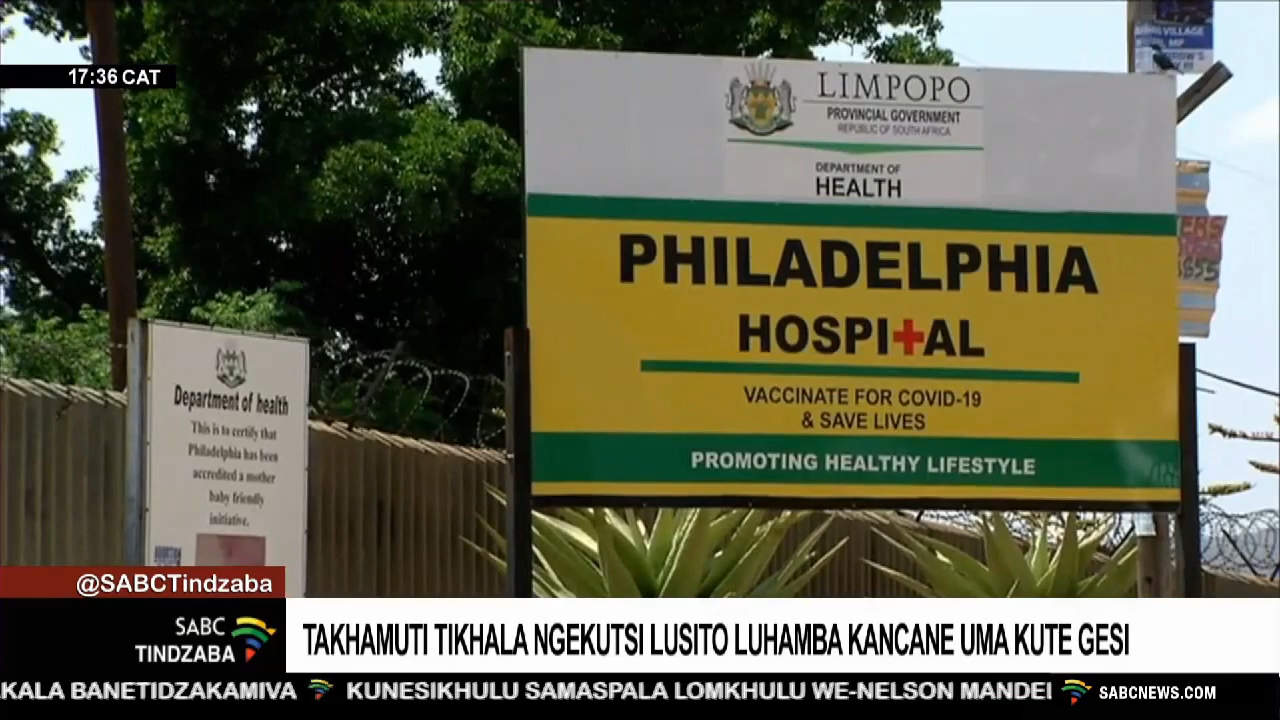 17:36 CAT
LIMPOPO
PROVINCIAL GOVERNMENT
REPUBLIC OF SOUTH AFRICA
DEPARTMENT OF
HEALTH
PHILADELPHIA
HOSPITAL
VACCINATE FOR COVID-19
& SAVE LIVES
PROMOTING HEALTHY LIFESTYLE
Department of health
This is to certify that
Philadelphia has been
accredited a mother
baby friendly
initiative.
@SABCTindzaba
SABC
TINDZABA
TAKHAMUTI TIKHALA NGEKUTSI LUSITO LUHAMBA KANCANE UMA KUTE GESI
KALA BANETIDZAKAMIVA KUNESIKHULU SAMASPALA LOMKHULU WE-NELSON MANDEI SABCNEWS.COM